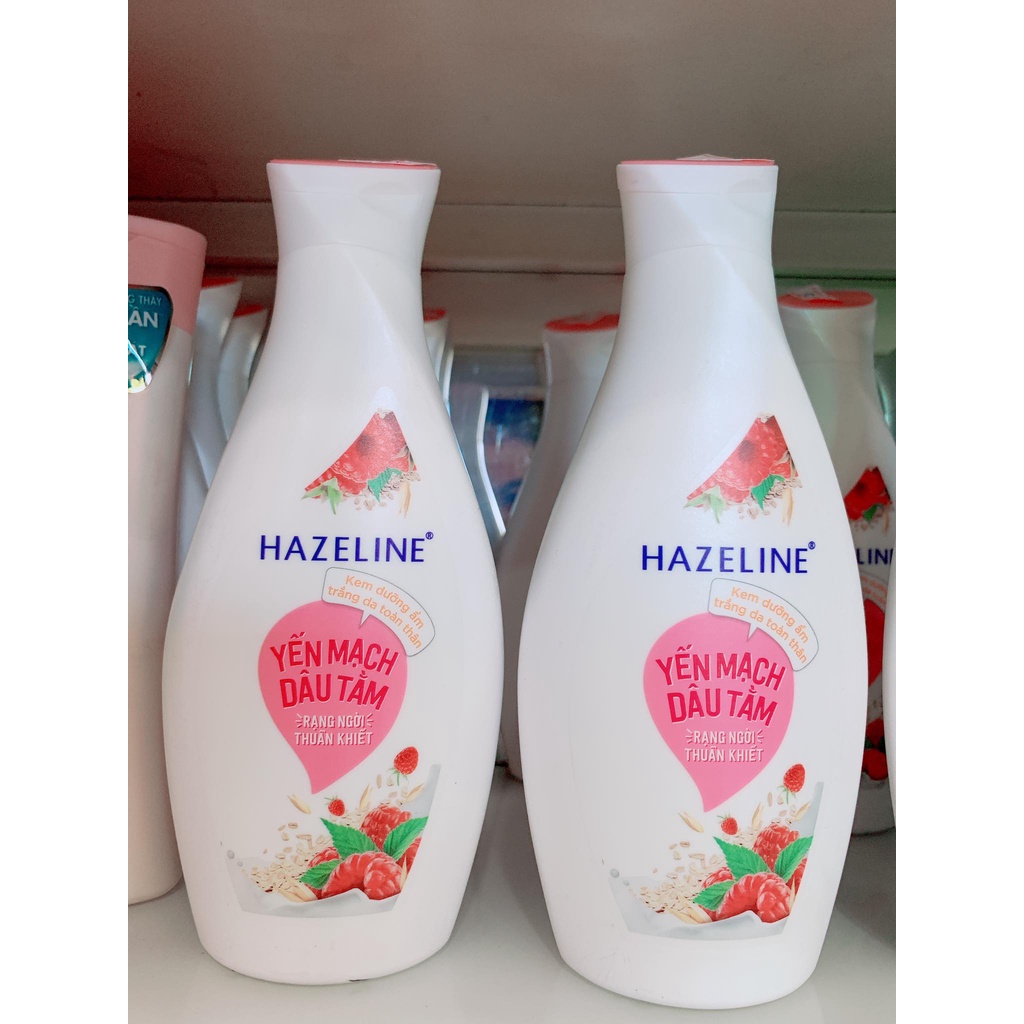 HAZELINE®
Kem dưỡng ẩm
trắng da toàn thân
YẾN MẠCH
DÂU TẰM
RẠNG NGỜI
THUẦN KHIẾT
HAZELINE®
Kem dưỡng ẩm
trắng da toàn thân
YẾN MẠCH
DÂU TẰM
RẠNG NGỜI
THUẦN KHIẾT
THAY